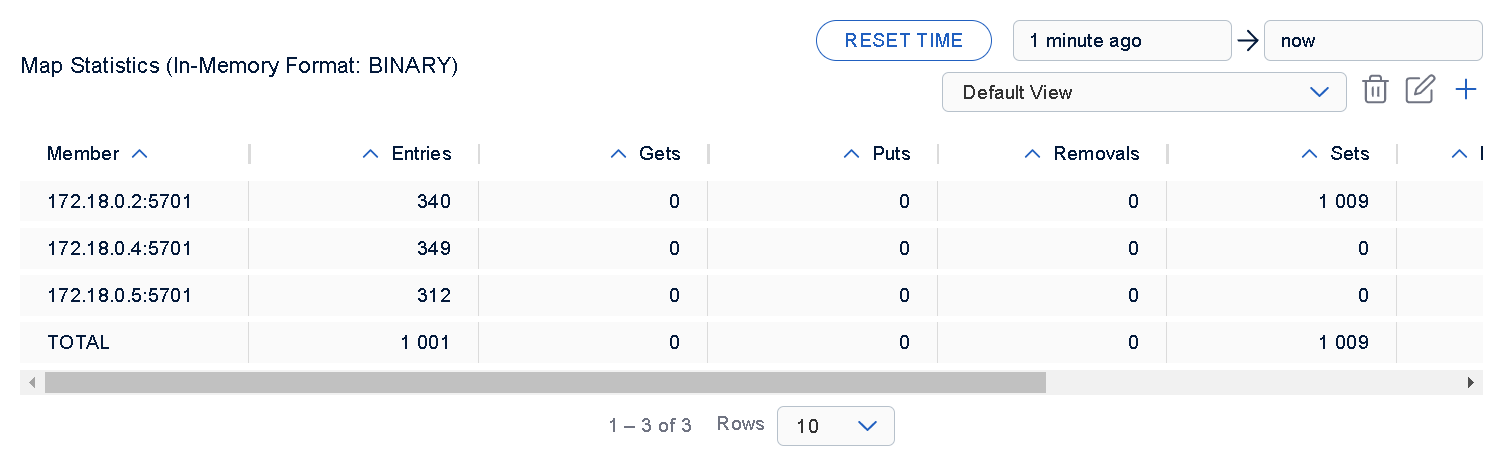 RESET TIME 1 minute ago now
Map Statistics (In-Memory Format: BINARY)
Default View
Member Entries Gets Puts Removals Sets
172.18.0.2:5701 340 0 0 0 1 009
172.18.0.4:5701 349 0 0 0 0
172.18.0.5:5701 312 0 0 0 0
TOTAL 1 001 0 0 0 1 009
1 – 3 of 3 Rows 10